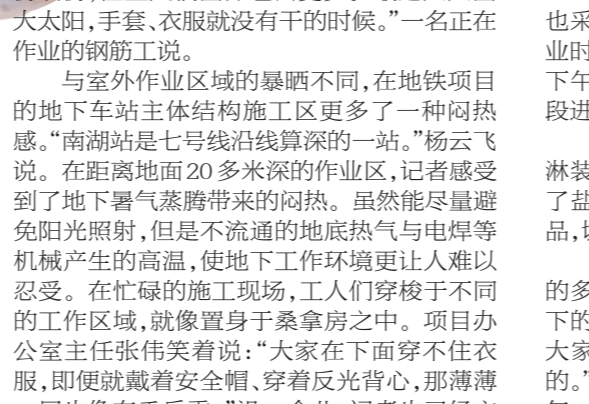 大太阳,手套、衣服就没有干的时候。”一名正在
作业的钢筋工说。
与室外作业区域的暴晒不同,在地铁项目
的地下车站主体结构施工区更多了一种闷热
感。“南湖站是七号线沿线算深的一站。”杨云飞
说。在距离地面20多米深的作业区,记者感受
到了地下暑气蒸腾带来的闷热。虽然能尽量避
免阳光照射,但是不流通的地底热气与电焊等
机械产生的高温,使地下工作环境更让人难以
忍受。在忙碌的施工现场,工人们穿梭于不同
的工作区域,就像置身于桑拿房之中。项目办
公室主任张伟笑着说:“大家在下面穿不住衣
服,即便就戴着安全帽、穿着反光背心,那薄薄
也采
业时
下午
段进
淋装
了盐
品,切
的多
下的
大家
的。”